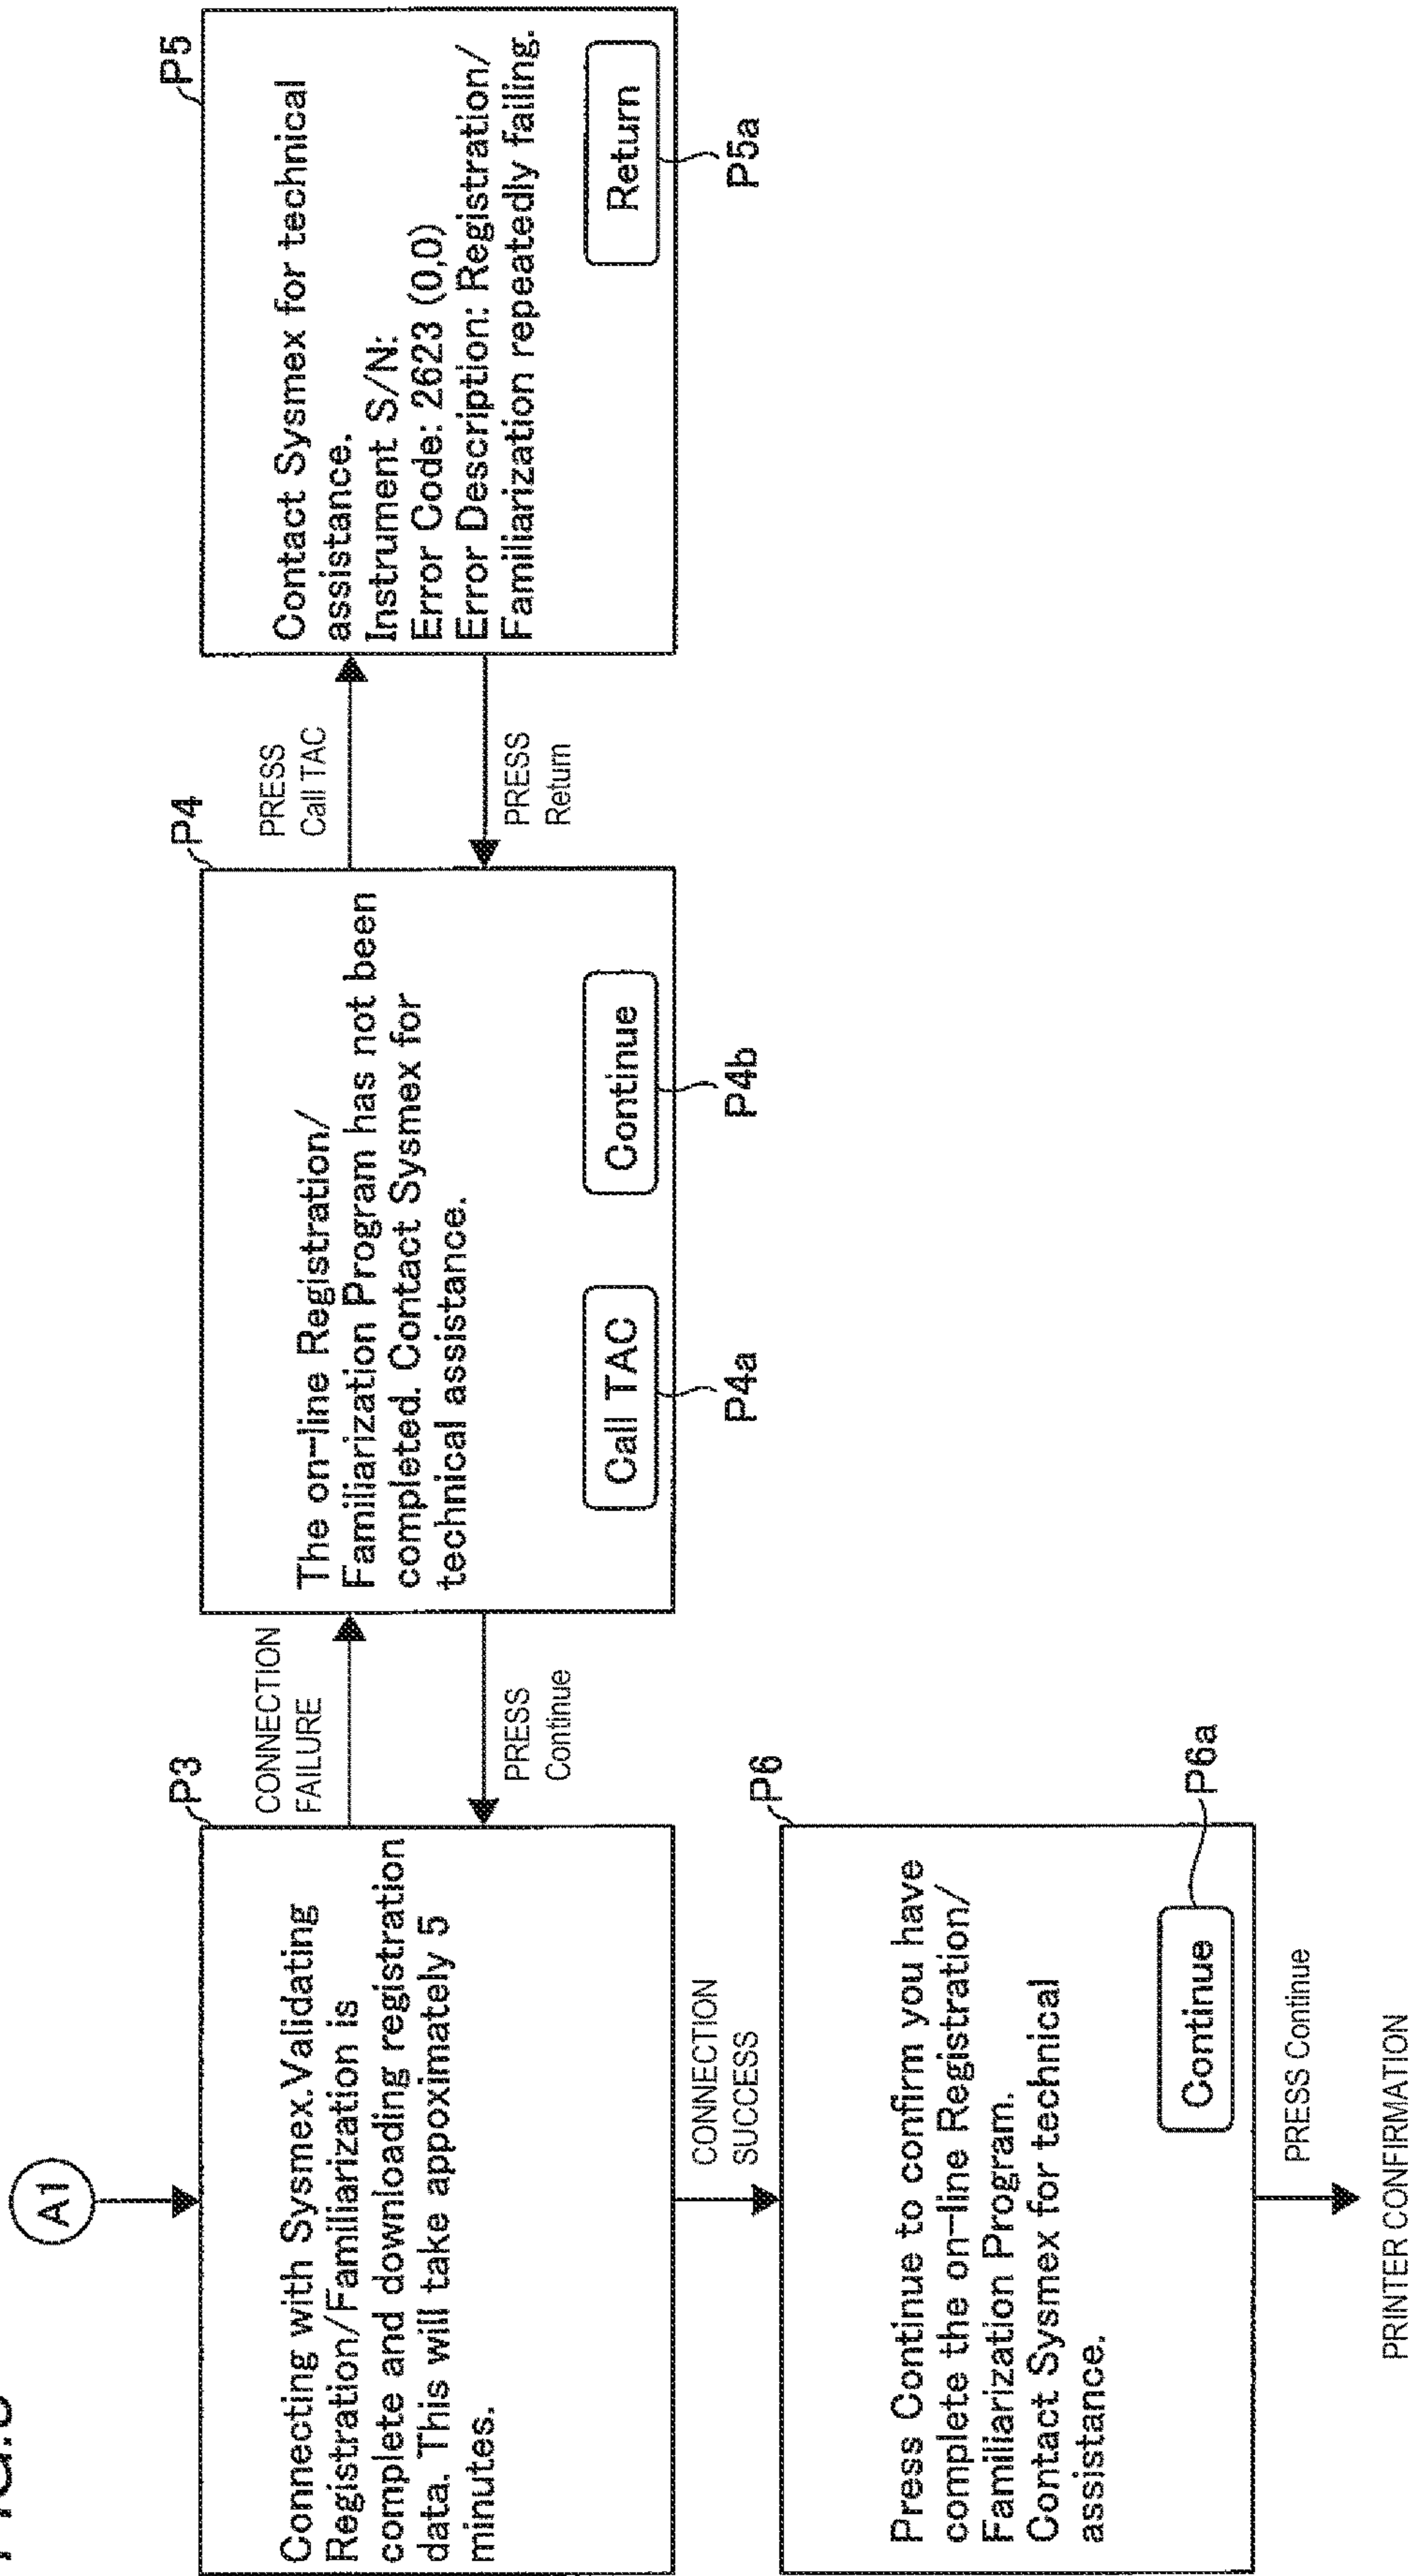 A1
P3
Connecting with Sysmex.Validating
Registration/Familiarization is
complete and downloading registration
data. This will take appoximately 5
minutes.
CONNECTION
FAILURE
PRESS
Continue
P4
The on-line Registration/
Familiarization Program has not been
completed. Contact Sysmex for
technical assistance.
Call TAC
Continue
P4a
P4b
PRESS
Call TAC
PRESS
Return
P5
Contact Sysmex for technical
assistance.
Instrument S/N:
Error Code: 2623 (0,0)
Error Description: Registration/
Familiarization repeatedly failing.
Return
P5a
CONNECTION
SUCCESS
P6
Press Continue to confirm you have
complete the on-line Registration/
Familiarization Program.
Contact Sysmex for technical
assistance.
Continue
P6a
PRESS Continue
PRINTER CONFIRMATION